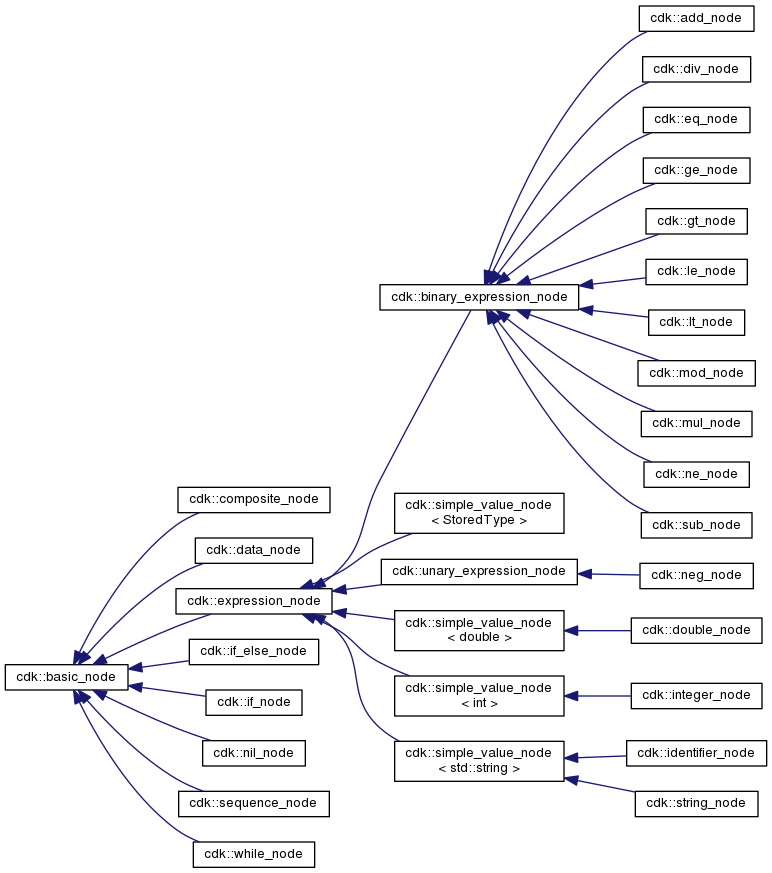 cdk::add_node
cdk::div_node
cdk::eq_node
cdk::ge_node
cdk::gt_node
cdk::le_node
cdk::binary_expression_node
cdk::lt_node
cdk::mod_node
cdk::mul_node
cdk::ne_node
cdk::composite_node
cdk::simple_value_node
< StoredType >
cdk::sub_node
cdk::data_node
cdk::unary_expression_node
cdk::neg_node
cdk::expression_node
cdk::simple_value_node
< double >
cdk::double_node
cdk::if_else_node
cdk::basic_node
cdk::simple_value_node
< int >
cdk::integer_node
cdk::if_node
cdk::nil_node
cdk::simple_value_node
< std::string >
cdk::identifier_node
cdk::sequence_node
cdk::string_node
cdk::while_node